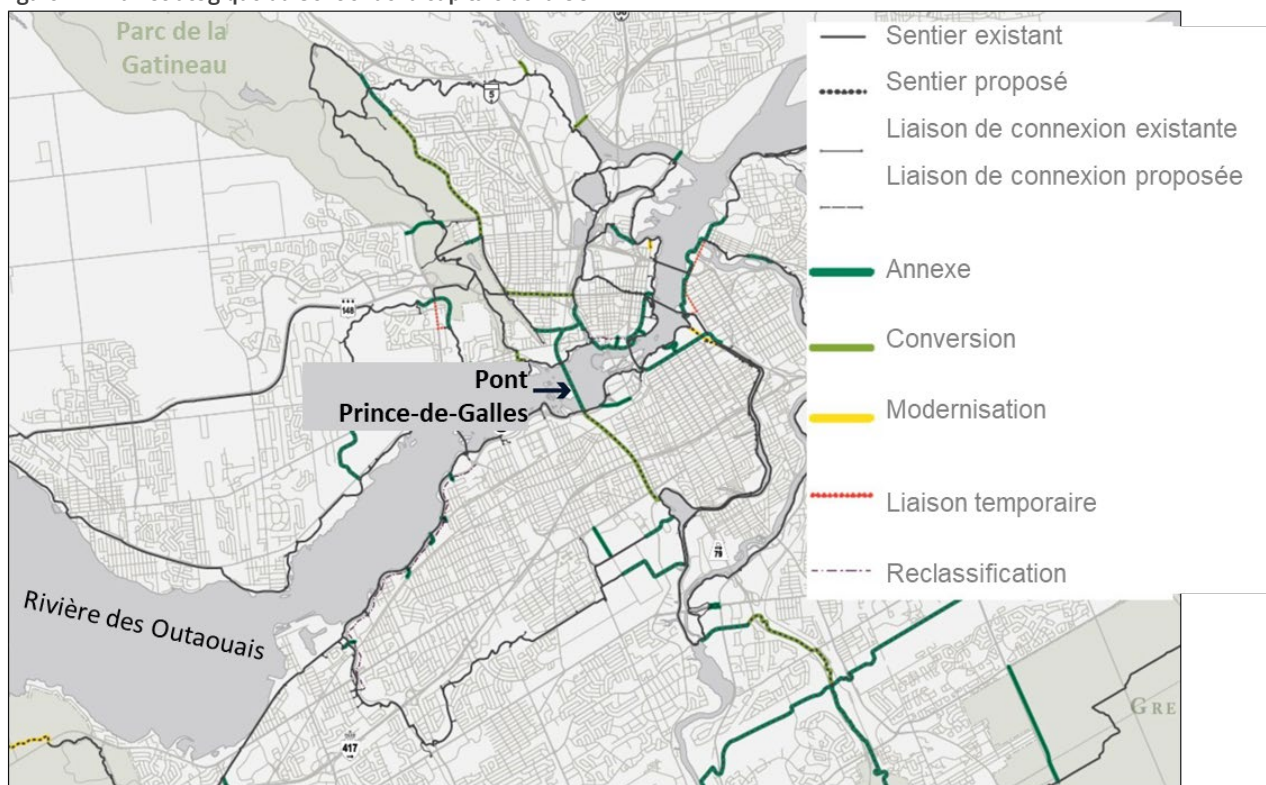 Parc de la
Gatineau
5
148
Pont
Prince-de-Galles
Rivière des Outaouais
417
79
GRE
Sentier existant
Sentier proposé
Liaison de connexion existante
Liaison de connexion proposée
Annexe
Conversion
Modernisation
Liaison temporaire
Reclassification